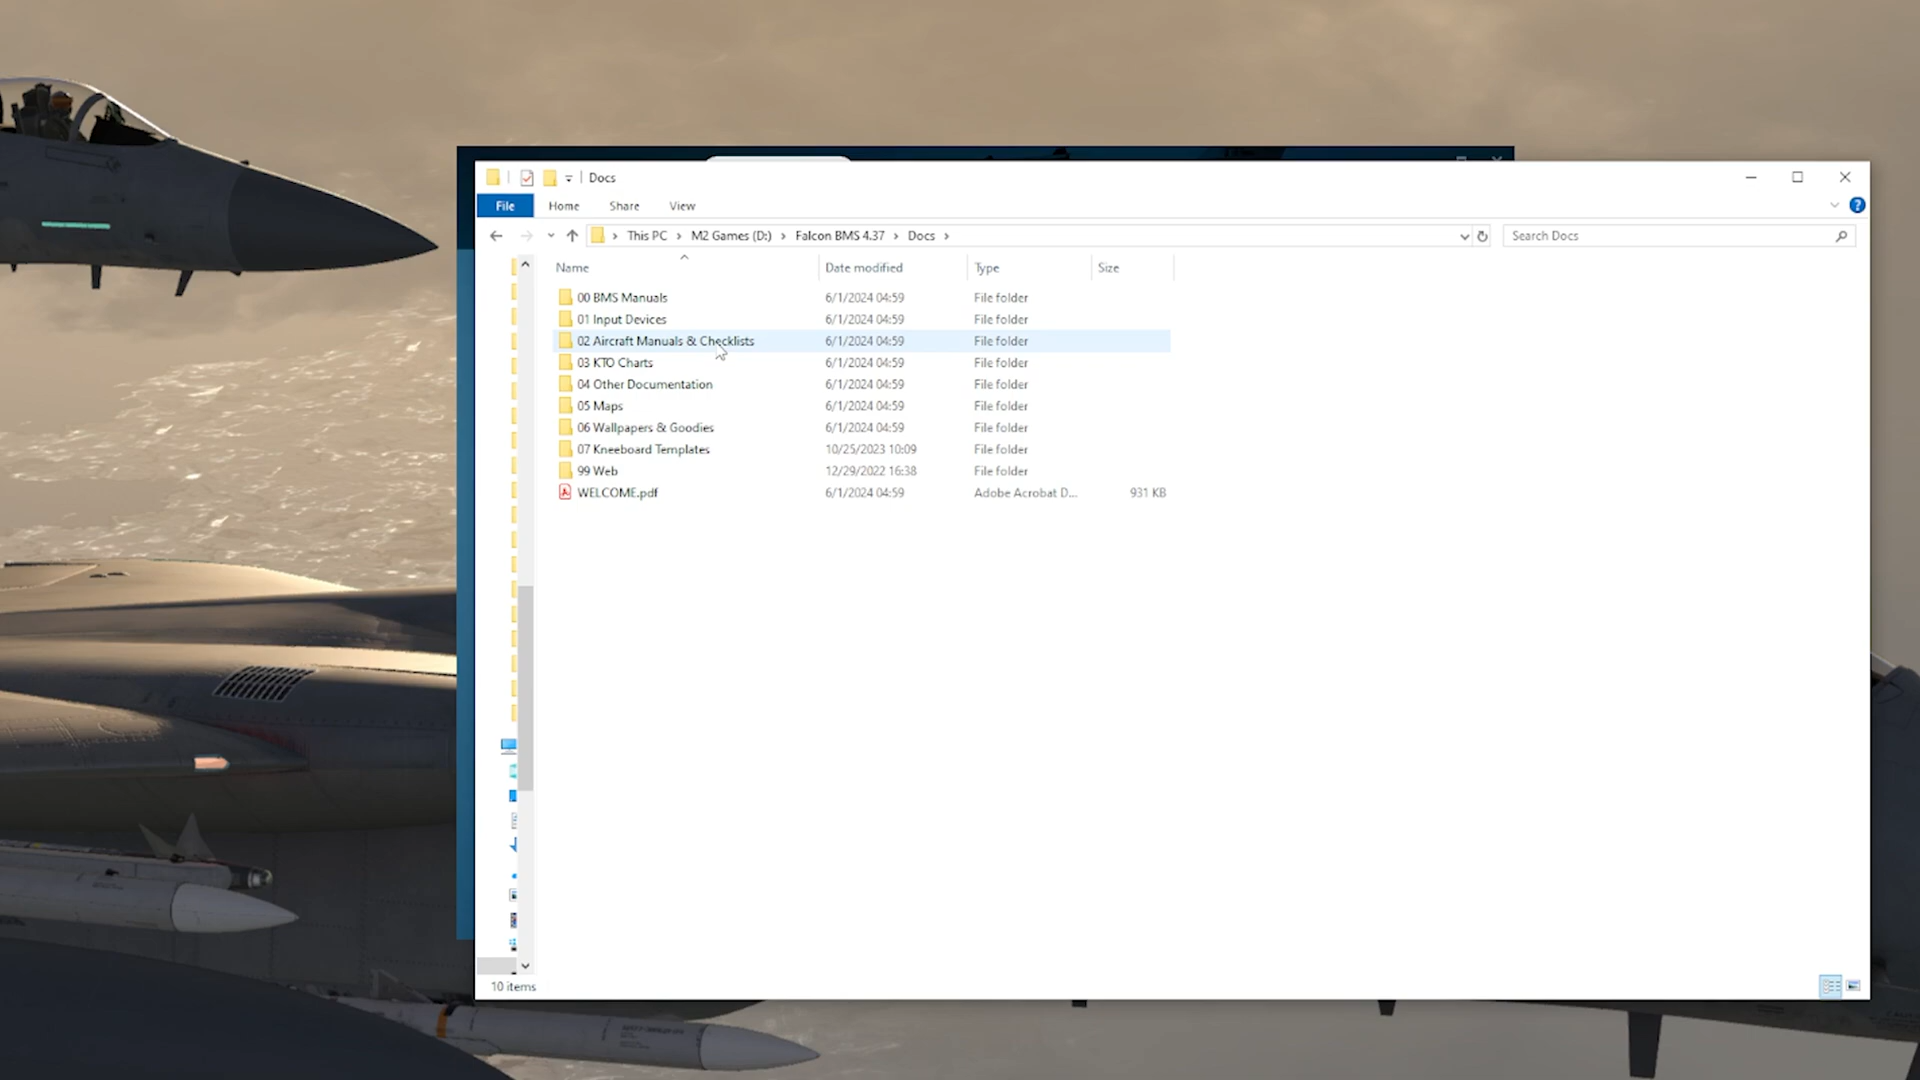 Docs
File Home Share View
This PC > M2 Games (D:) > Falcon BMS 4.37 > Docs >
Search Docs
Name Date modified Type Size
00 BMS Manuals 6/1/2024 04:59 File folder
01 Input Devices 6/1/2024 04:59 File folder
02 Aircraft Manuals & Checklists 6/1/2024 04:59 File folder
03 KTO Charts 6/1/2024 04:59 File folder
04 Other Documentation 6/1/2024 04:59 File folder
05 Maps 6/1/2024 04:59 File folder
06 Wallpapers & Goodies 6/1/2024 04:59 File folder
07 Kneeboard Templates 10/25/2023 10:09 File folder
99 Web 12/29/2022 16:38 File folder
WELCOME.pdf 6/1/2024 04:59 Adobe Acrobat D... 931 KB
10 items